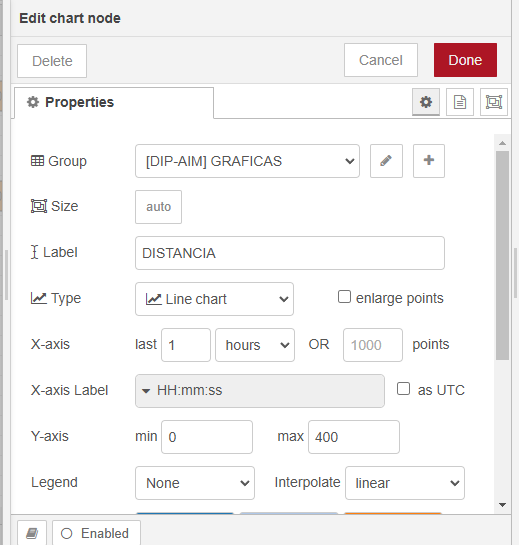 Edit chart node
Delete Cancel Done
Properties
Group [DIP-AIM] GRAFICAS
Size auto
Label DISTANCIA
Type Line chart enlarge points
X-axis last 1 hours OR 1000 points
X-axis Label HH:mm:ss as UTC
Y-axis min 0 max 400
Legend None Interpolate linear
Enabled